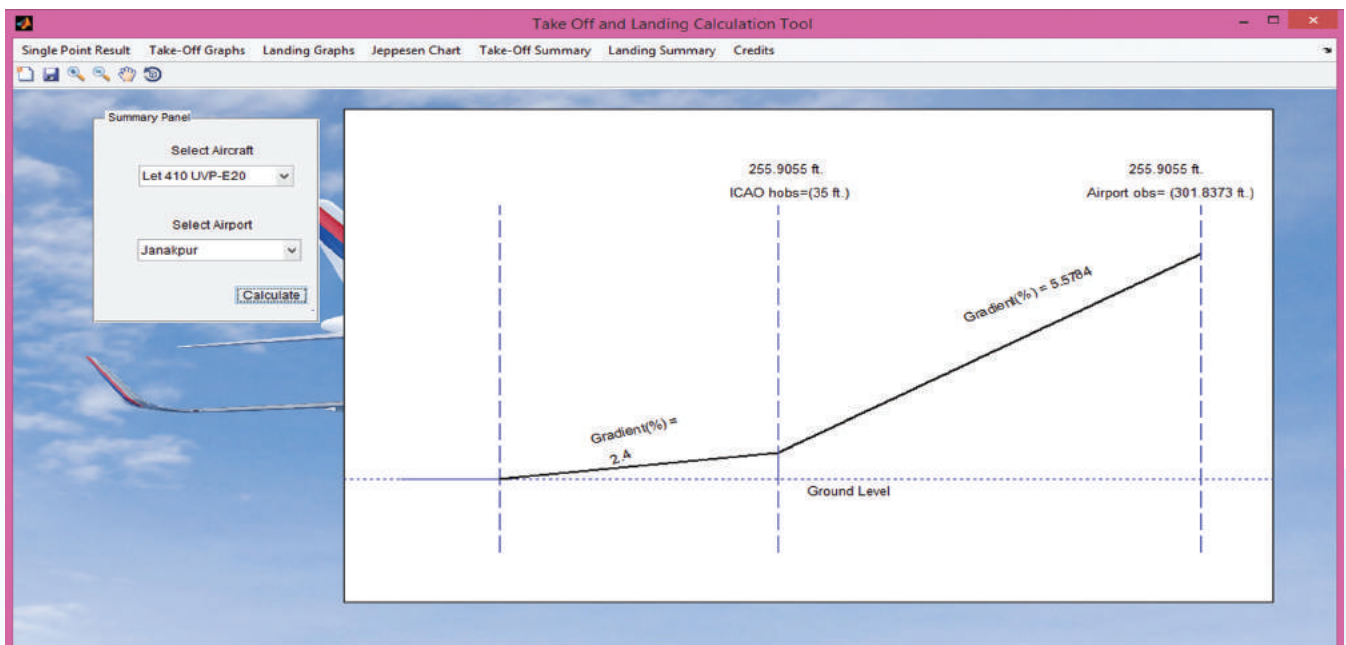 Take Off and Landing Calculation Tool
Single Point Result Take-Off Graphs Landing Graphs Jeppesen Chart Take-Off Summary Landing Summary Credits
Summary Panel
Select Aircraft
Let 410 UVP-E20
Select Airport
Janakpur
Calculate
255.9055 ft.
ICAO hobs=(35 ft.)
255.9055 ft.
Airport obs= (301.8373 ft.)
Gradient(%) = 5.5784
Gradient(%) =
2.4
Ground Level